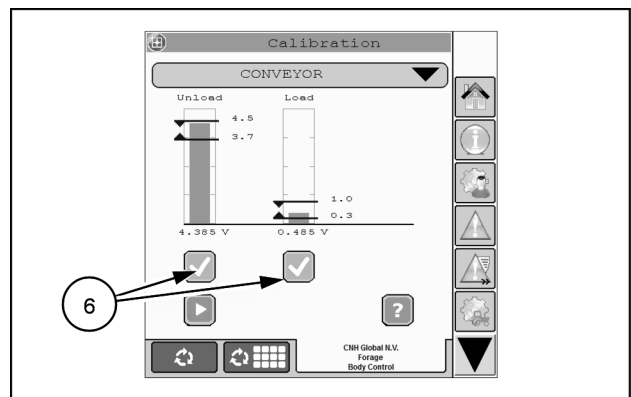 Calibration
CONVEYOR
Unload Load
4.5
3.7
1.0
0.3
4.385 V 0.485 V
6
?
CNH Global N.V.
Forage
Body Control